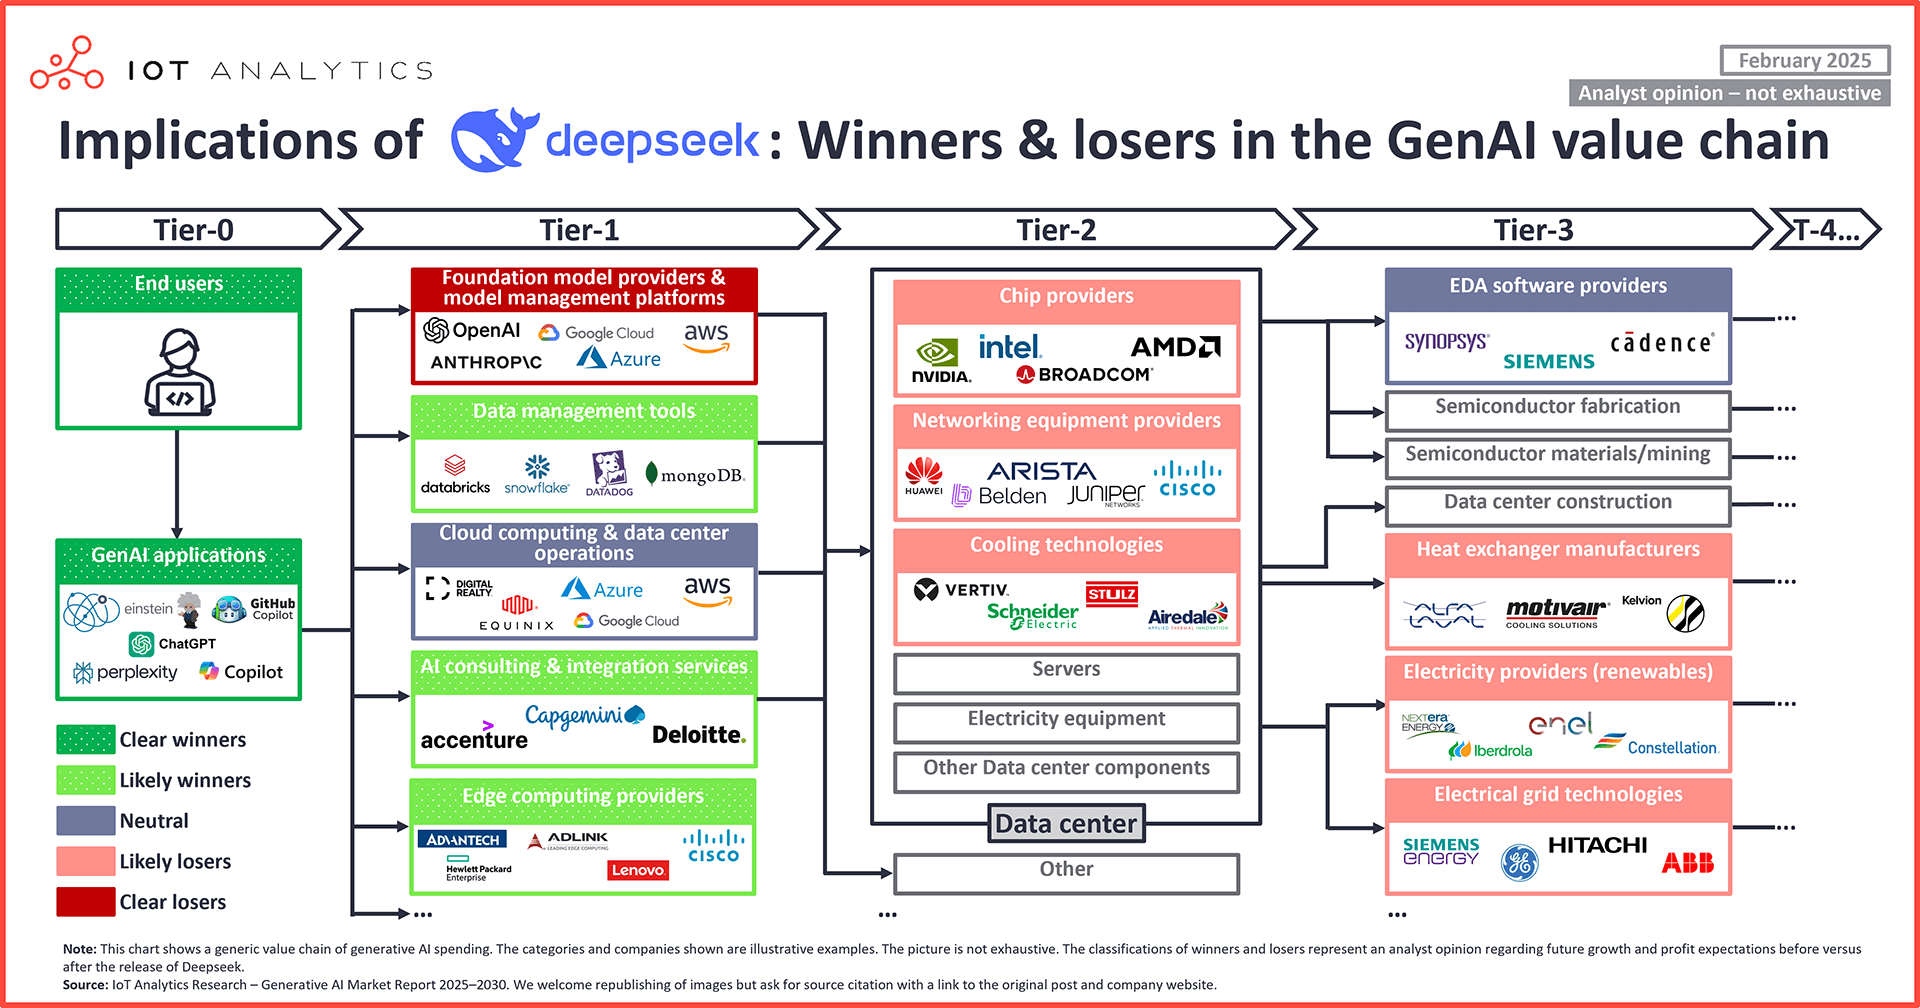 IOT ANALYTICS
February 2025
Analyst opinion – not exhaustive
Implications of deepseek: Winners & losers in the GenAI value chain
Tier-0
Tier-1
Tier-2
Tier-3
T-4...
End users
</>
GenAI applications
einstein
GitHub
Copilot
ChatGPT
perplexity
Copilot
Clear winners
Likely winners
Neutral
Likely losers
Clear losers
Foundation model providers &
model management platforms
OpenAI
Google Cloud
aws
ANTHROP\C
Azure
Data management tools
databricks
snowflake
DATADOG
mongoDB
Cloud computing & data center
operations
DIGITAL
REALTY
Azure
aws
EQUINIX
Google Cloud
AI consulting & integration services
accenture
Capgemini
Deloitte.
Edge computing providers
ADVANTECH
ADLINK
LEADING EDGE COMPUTING
CISCO
Hewlett Packard
Enterprise
Lenovo
...
Chip providers
NVIDIA
intel
AMD
BROADCOM
Networking equipment providers
HUAWEI
ARISTA
Belden
JUNIPER
NETWORKS
CISCO
Cooling technologies
VERTIV
STULZ
Schneider
Electric
Airedale
APPLIED THERMAL INNOVATION
Servers
Electricity equipment
Other Data center components
Data center
Other
...
EDA software providers
SYNOPSYS
SIEMENS
cādence
...
Semiconductor fabrication
...
Semiconductor materials/mining
...
Data center construction
...
Heat exchanger manufacturers
ALFA
LAVAL
motivair
COOLING SOLUTIONS
Kelvion
...
Electricity providers (renewables)
NEXTera
ENERGY
enel
Iberdrola
Constellation
...
Electrical grid technologies
SIEMENS
energy
GE
HITACHI
ABB
...
...
Note: This chart shows a generic value chain of generative AI spending. The categories and companies shown are illustrative examples. The picture is not exhaustive. The classifications of winners and losers represent an analyst opinion regarding future growth and profit expectations before versus
after the release of Deepseek.
Source: IoT Analytics Research – Generative AI Market Report 2025–2030. We welcome republishing of images but ask for source citation with a link to the original post and company website.